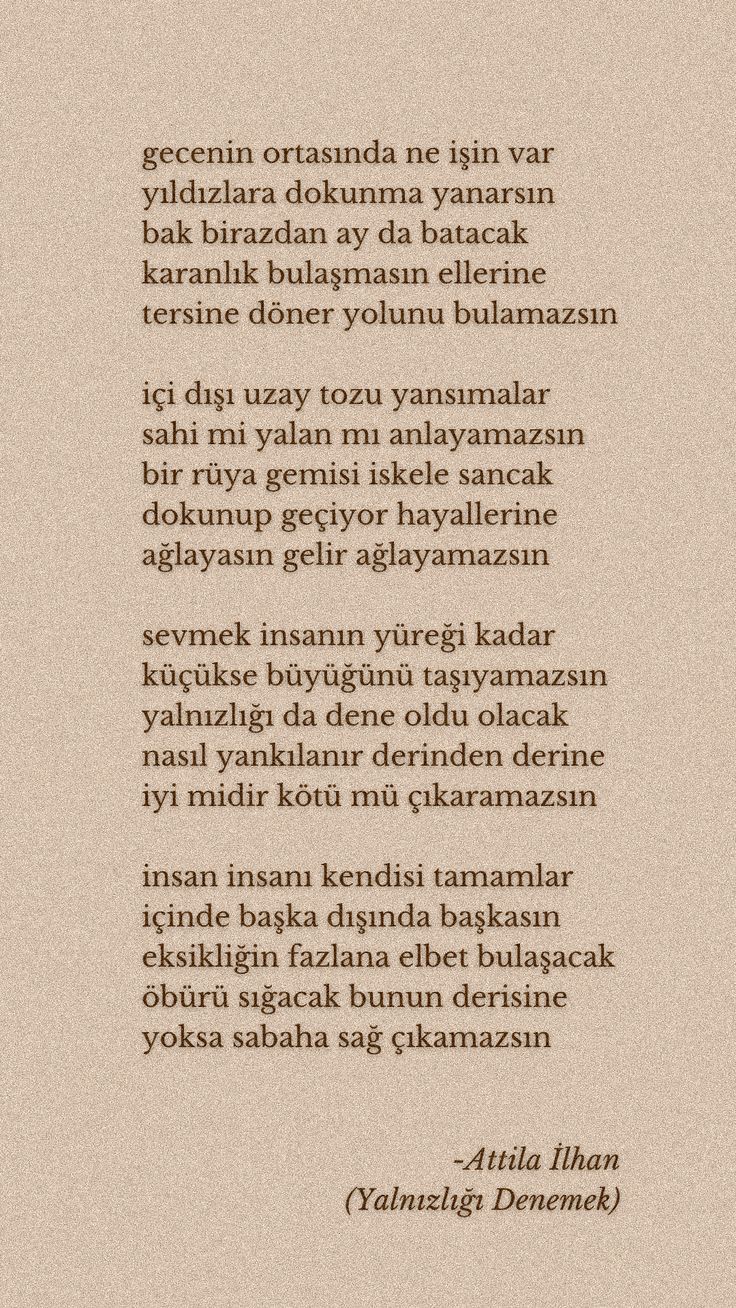 gecenin ortasında ne işin var
yıldızlara dokunma yanarsın
bak birazdan ay da batacak
karanlık bulaşmasın ellerine
tersine döner yolunu bulamazsın

içi dışı uzay tozu yansımalar
sahi mi yalan mı anlayamazsın
bir rüya gemisi iskele sancak
dokunup geçiyor hayallerine
ağlayasın gelir ağlayamazsın

sevmek insanın yüreği kadar
küçükse büyüğünü taşıyamazsın
yalnızlığı da dene oldu olacak
nasıl yankılanır derinden derine
iyi midir kötü mü çıkaramazsın

insan insanı kendisi tamamlar
içinde başka dışında başkasın
eksikliğin fazlana elbet bulaşacak
öbürü sığacak bunun derisine
yoksa sabaha sağ çıkamazsın

-Attila İlhan
(Yalnızlığı Denemek)